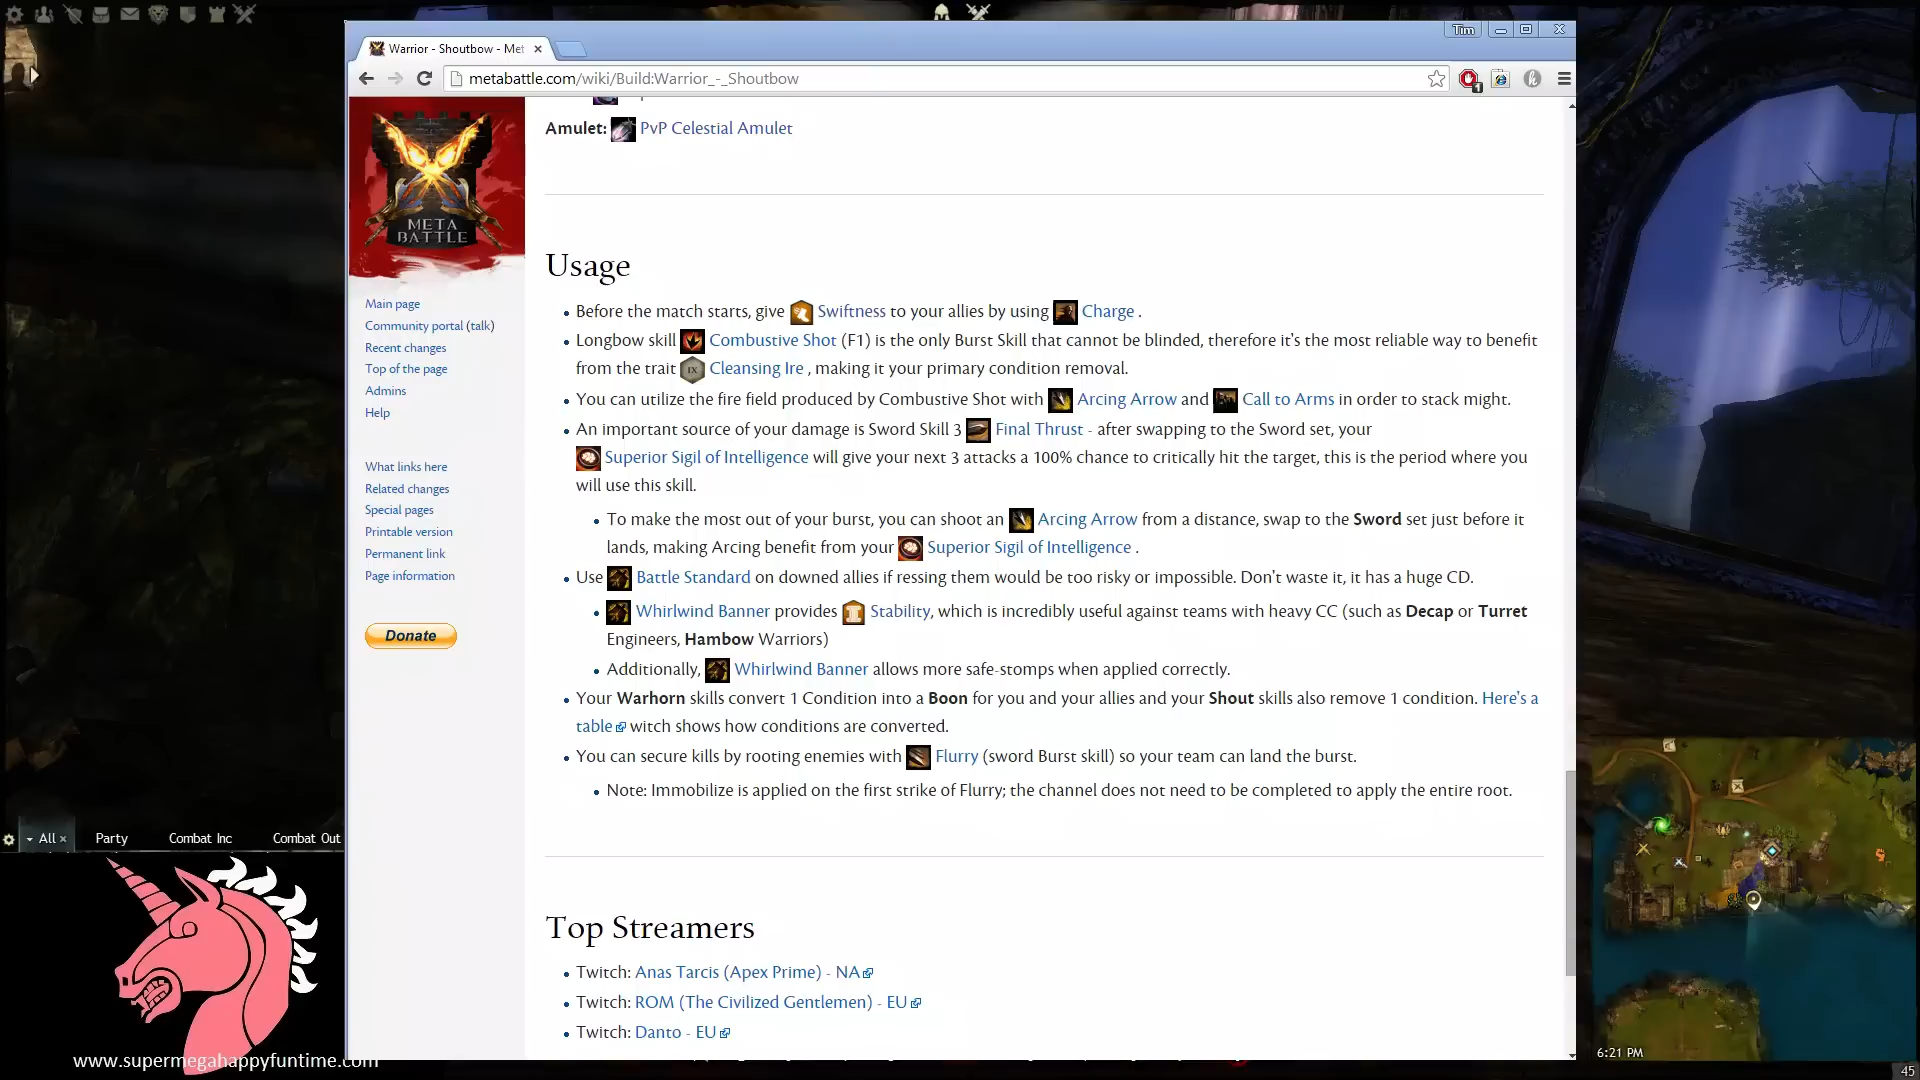 Tim
Warrior - Shoutbow - Met
metabattle.com/wiki/Build:Warrior_-_Shoutbow
META
BATTLE
Main page
Community portal (talk)
Recent changes
Top of the page
Admins
Help
What links here
Related changes
Special pages
Printable version
Permanent link
Page information
Donate
Amulet: PvP Celestial Amulet
Usage
Before the match starts, give Swiftness to your allies by using Charge .
Longbow skill Combustive Shot (F1) is the only Burst Skill that cannot be blinded, therefore it's the most reliable way to benefit
from the trait IX Cleansing Ire , making it your primary condition removal.
You can utilize the fire field produced by Combustive Shot with Arcing Arrow and Call to Arms in order to stack might.
An important source of your damage is Sword Skill 3 Final Thrust - after swapping to the Sword set, your
Superior Sigil of Intelligence will give your next 3 attacks a 100% chance to critically hit the target, this is the period where you
will use this skill.
To make the most out of your burst, you can shoot an Arcing Arrow from a distance, swap to the Sword set just before it
lands, making Arcing benefit from your Superior Sigil of Intelligence .
Use Battle Standard on downed allies if ressing them would be too risky or impossible. Don't waste it, it has a huge CD.
Whirlwind Banner provides Stability, which is incredibly useful against teams with heavy CC (such as Decap or Turret
Engineers, Hambow Warriors)
Additionally, Whirlwind Banner allows more safe-stomps when applied correctly.
Your Warhorn skills convert 1 Condition into a Boon for you and your allies and your Shout skills also remove 1 condition. Here's a
table witch shows how conditions are converted.
You can secure kills by rooting enemies with Flurry (sword Burst skill) so your team can land the burst.
Note: Immobilize is applied on the first strike of Flurry; the channel does not need to be completed to apply the entire root.
Top Streamers
Twitch: Anas Tarcis (Apex Prime) - NA
Twitch: ROM (The Civilized Gentlemen) - EU
Twitch: Danto - EU
All Party Combat Inc Combat Out
www.supermegahappyfuntime.com
6:21 PM
45